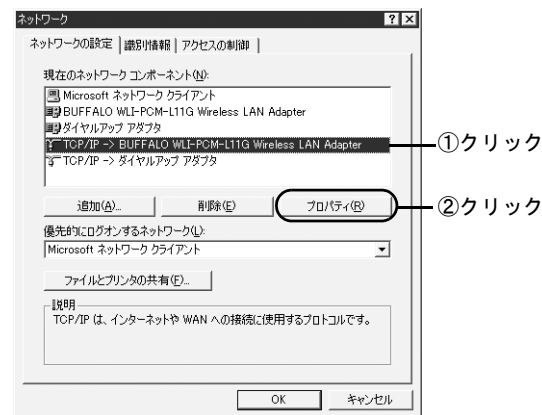 ネットワーク
ネットワークの設定 識別情報 アクセスの制御
現在のネットワーク コンポーネント(N):
Microsoft ネットワーク クライアント
BUFFALO WLI-PCM-L11G Wireless LAN Adapter
ダイヤルアップ アダプタ
TCP/IP -> BUFFALO WLI-PCM-L11G Wireless LAN Adapter
①クリック
TCP/IP -> ダイヤルアップ アダプタ
追加(A)... 削除(E) プロパティ(R)
②クリック
優先的にログオンするネットワーク(L):
Microsoft ネットワーク クライアント
ファイルとプリンタの共有(F)...
説明
TCP/IP は、インターネットや WAN への接続に使用するプロトコルです。
OK キャンセル